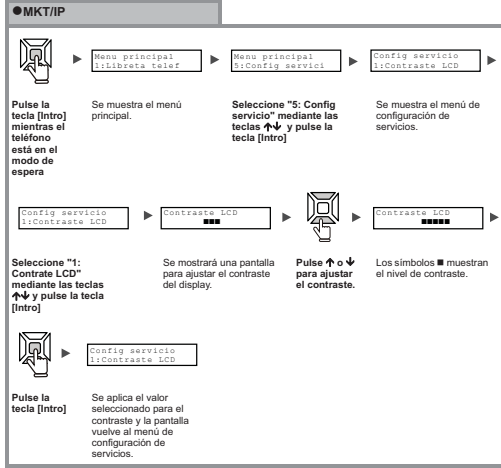 ●MKT/IP
Menu principal
1:Libreta telef
Menu principal
5:Config servici
Config servicio
1:Contraste LCD
Pulse la
tecla [Intro]
mientras el
teléfono
está en el
modo de
espera
Se muestra el menú
principal.
Seleccione "5: Config
servicio" mediante las
teclas ↑↓ y pulse la
tecla [Intro]
Se muestra el menú de
configuración de
servicios.
Config servicio
1:Contraste LCD
Contraste LCD
■■■
Contraste LCD
■■■■■
Seleccione "1:
Contrate LCD"
mediante las teclas
↑↓ y pulse la tecla
[Intro]
Se mostrará una pantalla
para ajustar el contraste
del display.
Pulse ↑ o ↓
para ajustar
el contraste.
Los símbolos ■ muestran
el nivel de contraste.
Config servicio
1:Contraste LCD
Pulse la
tecla [Intro]
Se aplica el valor
seleccionado para el
contraste y la pantalla
vuelve al menú de
configuración de
servicios.